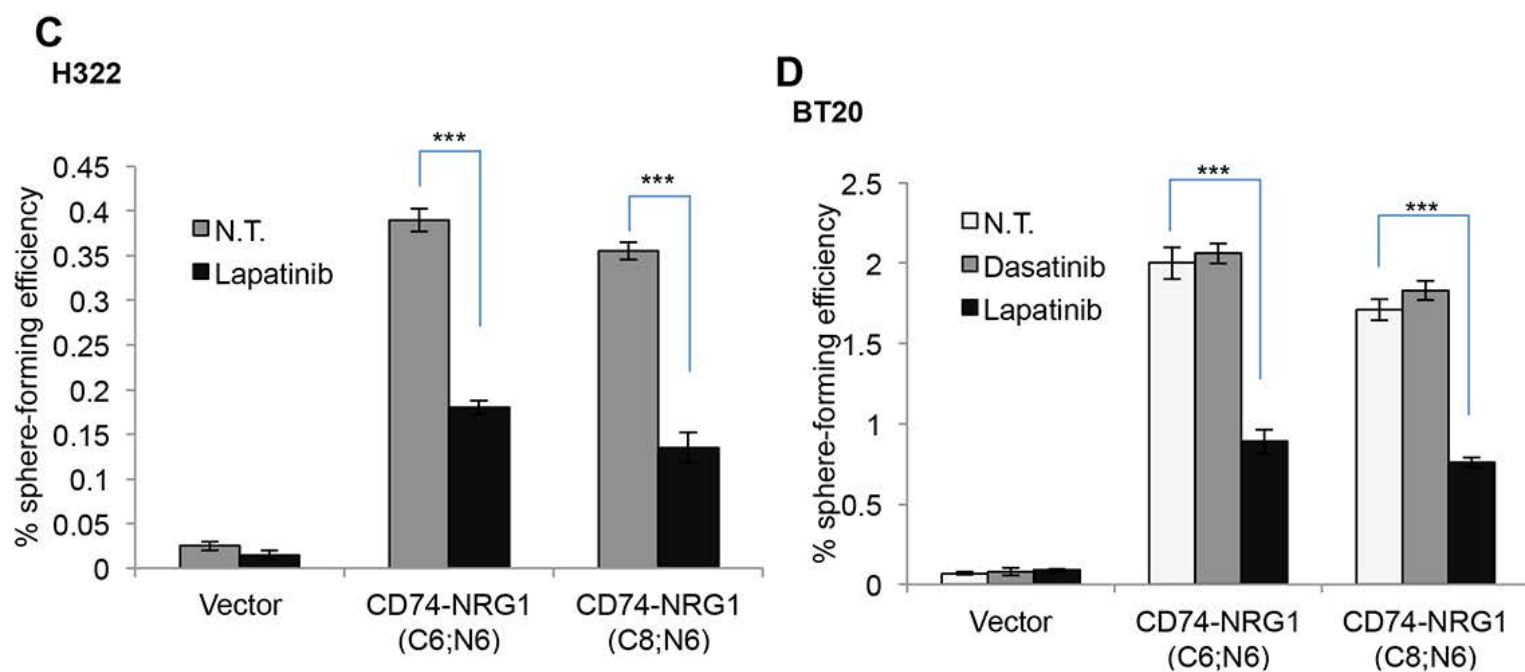 C
H322
% sphere-forming efficiency
0.45
0.4
0.35
0.3
0.25
0.2
0.15
0.1
0.05
0
N.T.
Lapatinib
***
***
Vector
CD74-NRG1
(C6;N6)
CD74-NRG1
(C8;N6)
D
BT20
% sphere-forming efficiency
2.5
2
1.5
1
0.5
0
N.T.
Dasatinib
Lapatinib
***
***
Vector
CD74-NRG1
(C6;N6)
CD74-NRG1
(C8;N6)